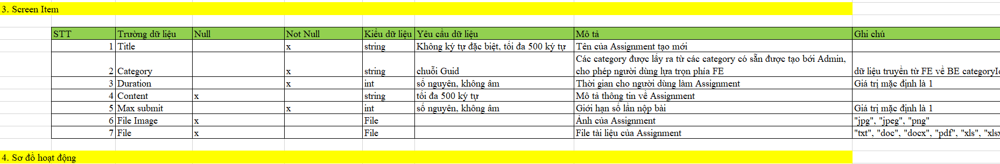 3. Screen Item
STT Trường dữ liệu Null Not Null Kiểu dữ liệu Yêu cầu dữ liệu Mô tả Ghi chú
1 Title x string Không ký tự đặc biệt, tối đa 500 ký tự Tên của Assignment tạo mới
Các category được lấy ra từ các category có sẵn được tạo bới Admin,
2 Category x string chuỗi Guid cho phép người dùng lựa trọn phía FE dữ liệu truyền từ FE về BE categoryId
3 Duration x int số nguyên, không âm Thời gian cho người dùng làm Assignment Giá trị mặc định là 1
4 Content x string tối đa 500 ký tự Mô tả thông tin về Assignment
5 Max submit x int số nguyên, không âm Giới hạn số lần nộp bài Giá trị mặc định là 1
6 File Image x File Ảnh của Assignment "jpg", "jpeg", "png"
7 File x File File tài liệu của Assignment "txt", "doc", "docx", "pdf", "xls", "xlsx
4. Sơ đồ hoạt động